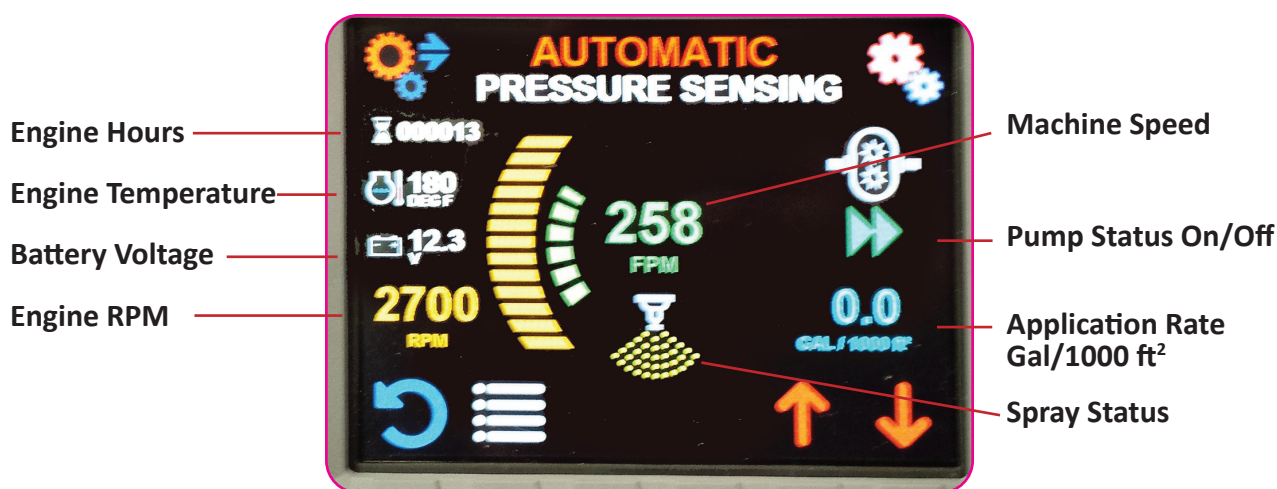 AUTOMATIC
PRESSURE SENSING
Engine Hours
000013
Engine Temperature
180
DEG F
Battery Voltage
12.3
V
Engine RPM
2700
RPM
258
FPM
Machine Speed
Pump Status On/Off
0.0
GAL./1000 ft²
Application Rate
Gal/1000 ft²
Spray Status